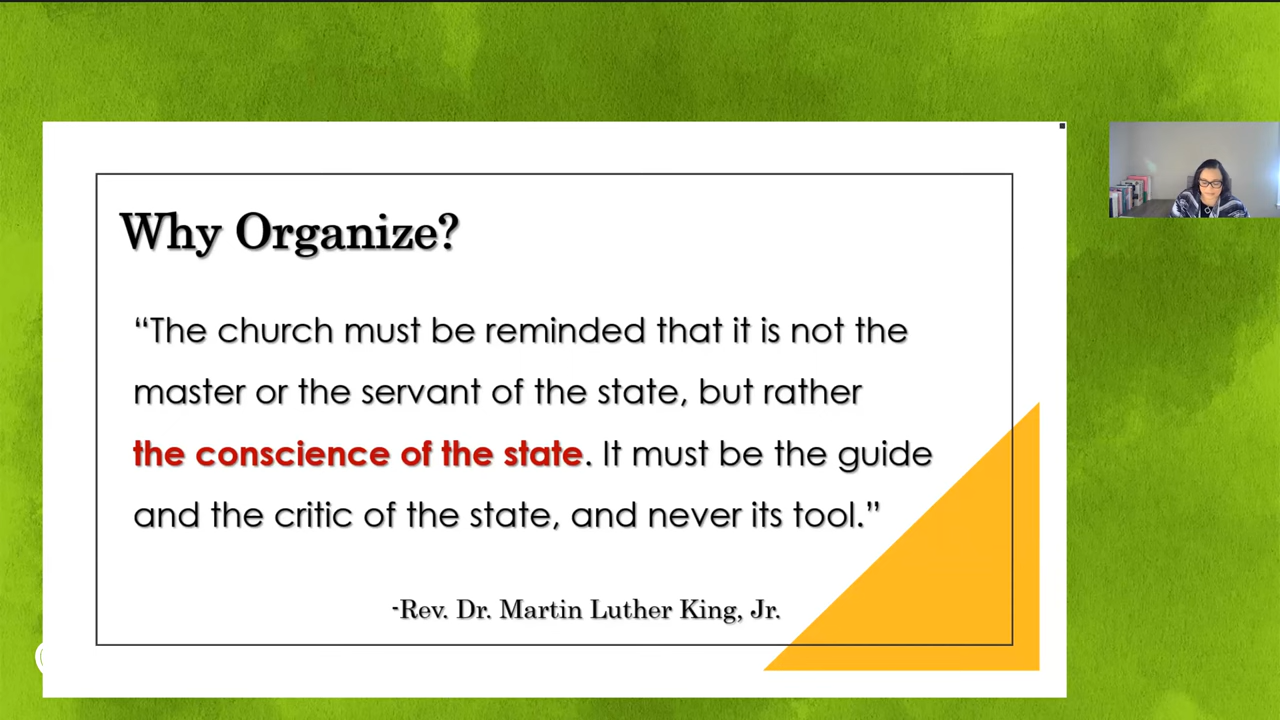 Why Organize?
“The church must be reminded that it is not the
master or the servant of the state, but rather
the conscience of the state. It must be the guide
and the critic of the state, and never its tool.”
-Rev. Dr. Martin Luther King, Jr.